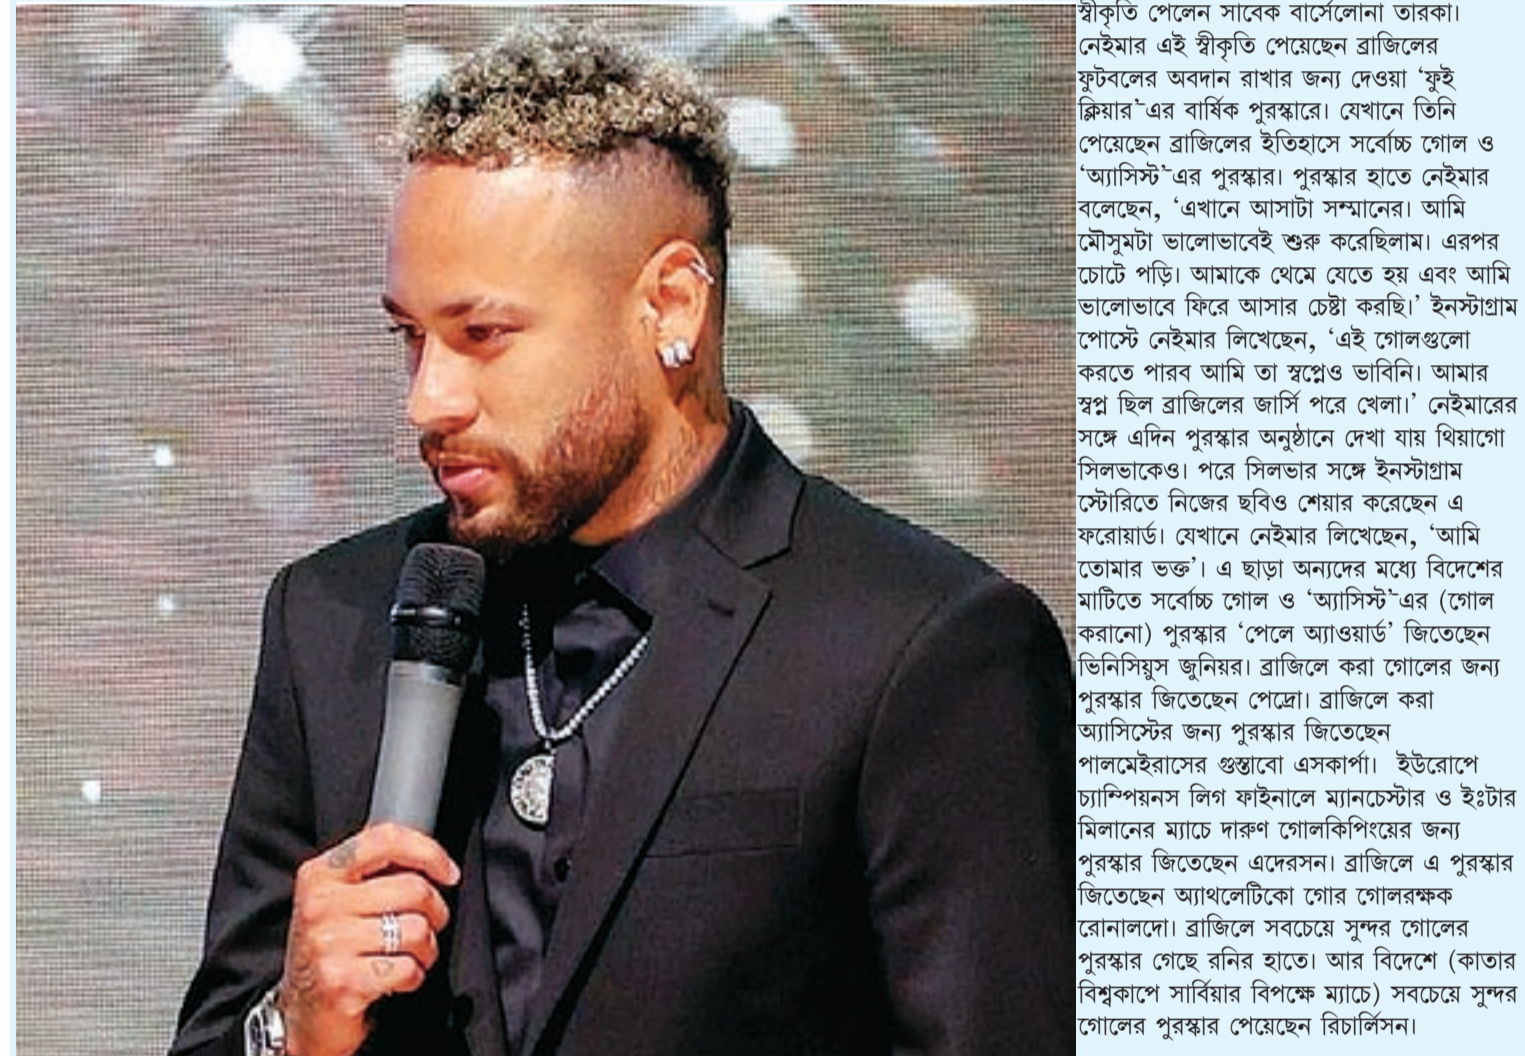 স্বীকৃতি পেলেন সাবেক বার্সেলোনা তারকা।
নেইমার এই স্বীকৃতি পেয়েছেন ব্রাজিলের
ফুটবলের অবদান রাখার জন্য দেওয়া ‘ফুই
ক্লিয়ার’-এর বার্ষিক পুরস্কারে। যেখানে তিনি
পেয়েছেন ব্রাজিলের ইতিহাসে সর্বোচ্চ গোল ও
‘অ্যাসিস্ট’-এর পুরস্কার। পুরস্কার হাতে নেইমার
বলেছেন, ‘এখানে আসাটা সম্মানের। আমি
মৌসুমটা ভালোভাবেই শুরু করেছিলাম। এরপর
চোটে পড়ি। আমাকে থেমে যেতে হয় এবং আমি
ভালোভাবে ফিরে আসার চেষ্টা করছি।’ ইনস্টাগ্রাম
পোস্টে নেইমার লিখেছেন, ‘এই গোলগুলো
করতে পারব আমি তা স্বপ্নেও ভাবিনি। আমার
স্বপ্ন ছিল ব্রাজিলের জার্সি পরে খেলা।’ নেইমারের
সঙ্গে এদিন পুরস্কার অনুষ্ঠানে দেখা যায় থিয়াগো
সিলভাকেও। পরে সিলভার সঙ্গে ইনস্টাগ্রাম
স্টোরিতে নিজের ছবিও শেয়ার করেছেন এ
ফরোয়ার্ড। যেখানে নেইমার লিখেছেন, ‘আমি
তোমার ভক্ত’। এ ছাড়া অন্যদের মধ্যে বিদেশের
মাটিতে সর্বোচ্চ গোল ও ‘অ্যাসিস্ট’-এর (গোল
করানো) পুরস্কার ‘পেলে অ্যাওয়ার্ড’ জিতেছেন
ভিনিসিয়ুস জুনিয়র। ব্রাজিলে করা গোলের জন্য
পুরস্কার জিতেছেন পেদ্রো। ব্রাজিলে করা
অ্যাসিস্টের জন্য পুরস্কার জিতেছেন
পালমেইরাসের গুস্তাবো এসকার্পা। ইউরোপে
চ্যাম্পিয়নস লিগ ফাইনালে ম্যানচেস্টার ও ইঃটার
মিলানের ম্যাচে দারুণ গোলকিপিংয়ের জন্য
পুরস্কার জিতেছেন এদেরসন। ব্রাজিলে এ পুরস্কার
জিতেছেন অ্যাথলেটিকো গোর গোলরক্ষক
রোনালদো। ব্রাজিলে সবচেয়ে সুন্দর গোলের
পুরস্কার গেছে রনির হাতে। আর বিদেশে (কাতার
বিশ্বকাপে সার্বিয়ার বিপক্ষে ম্যাচে) সবচেয়ে সুন্দর
গোলের পুরস্কার পেয়েছেন রিচার্লিসন।